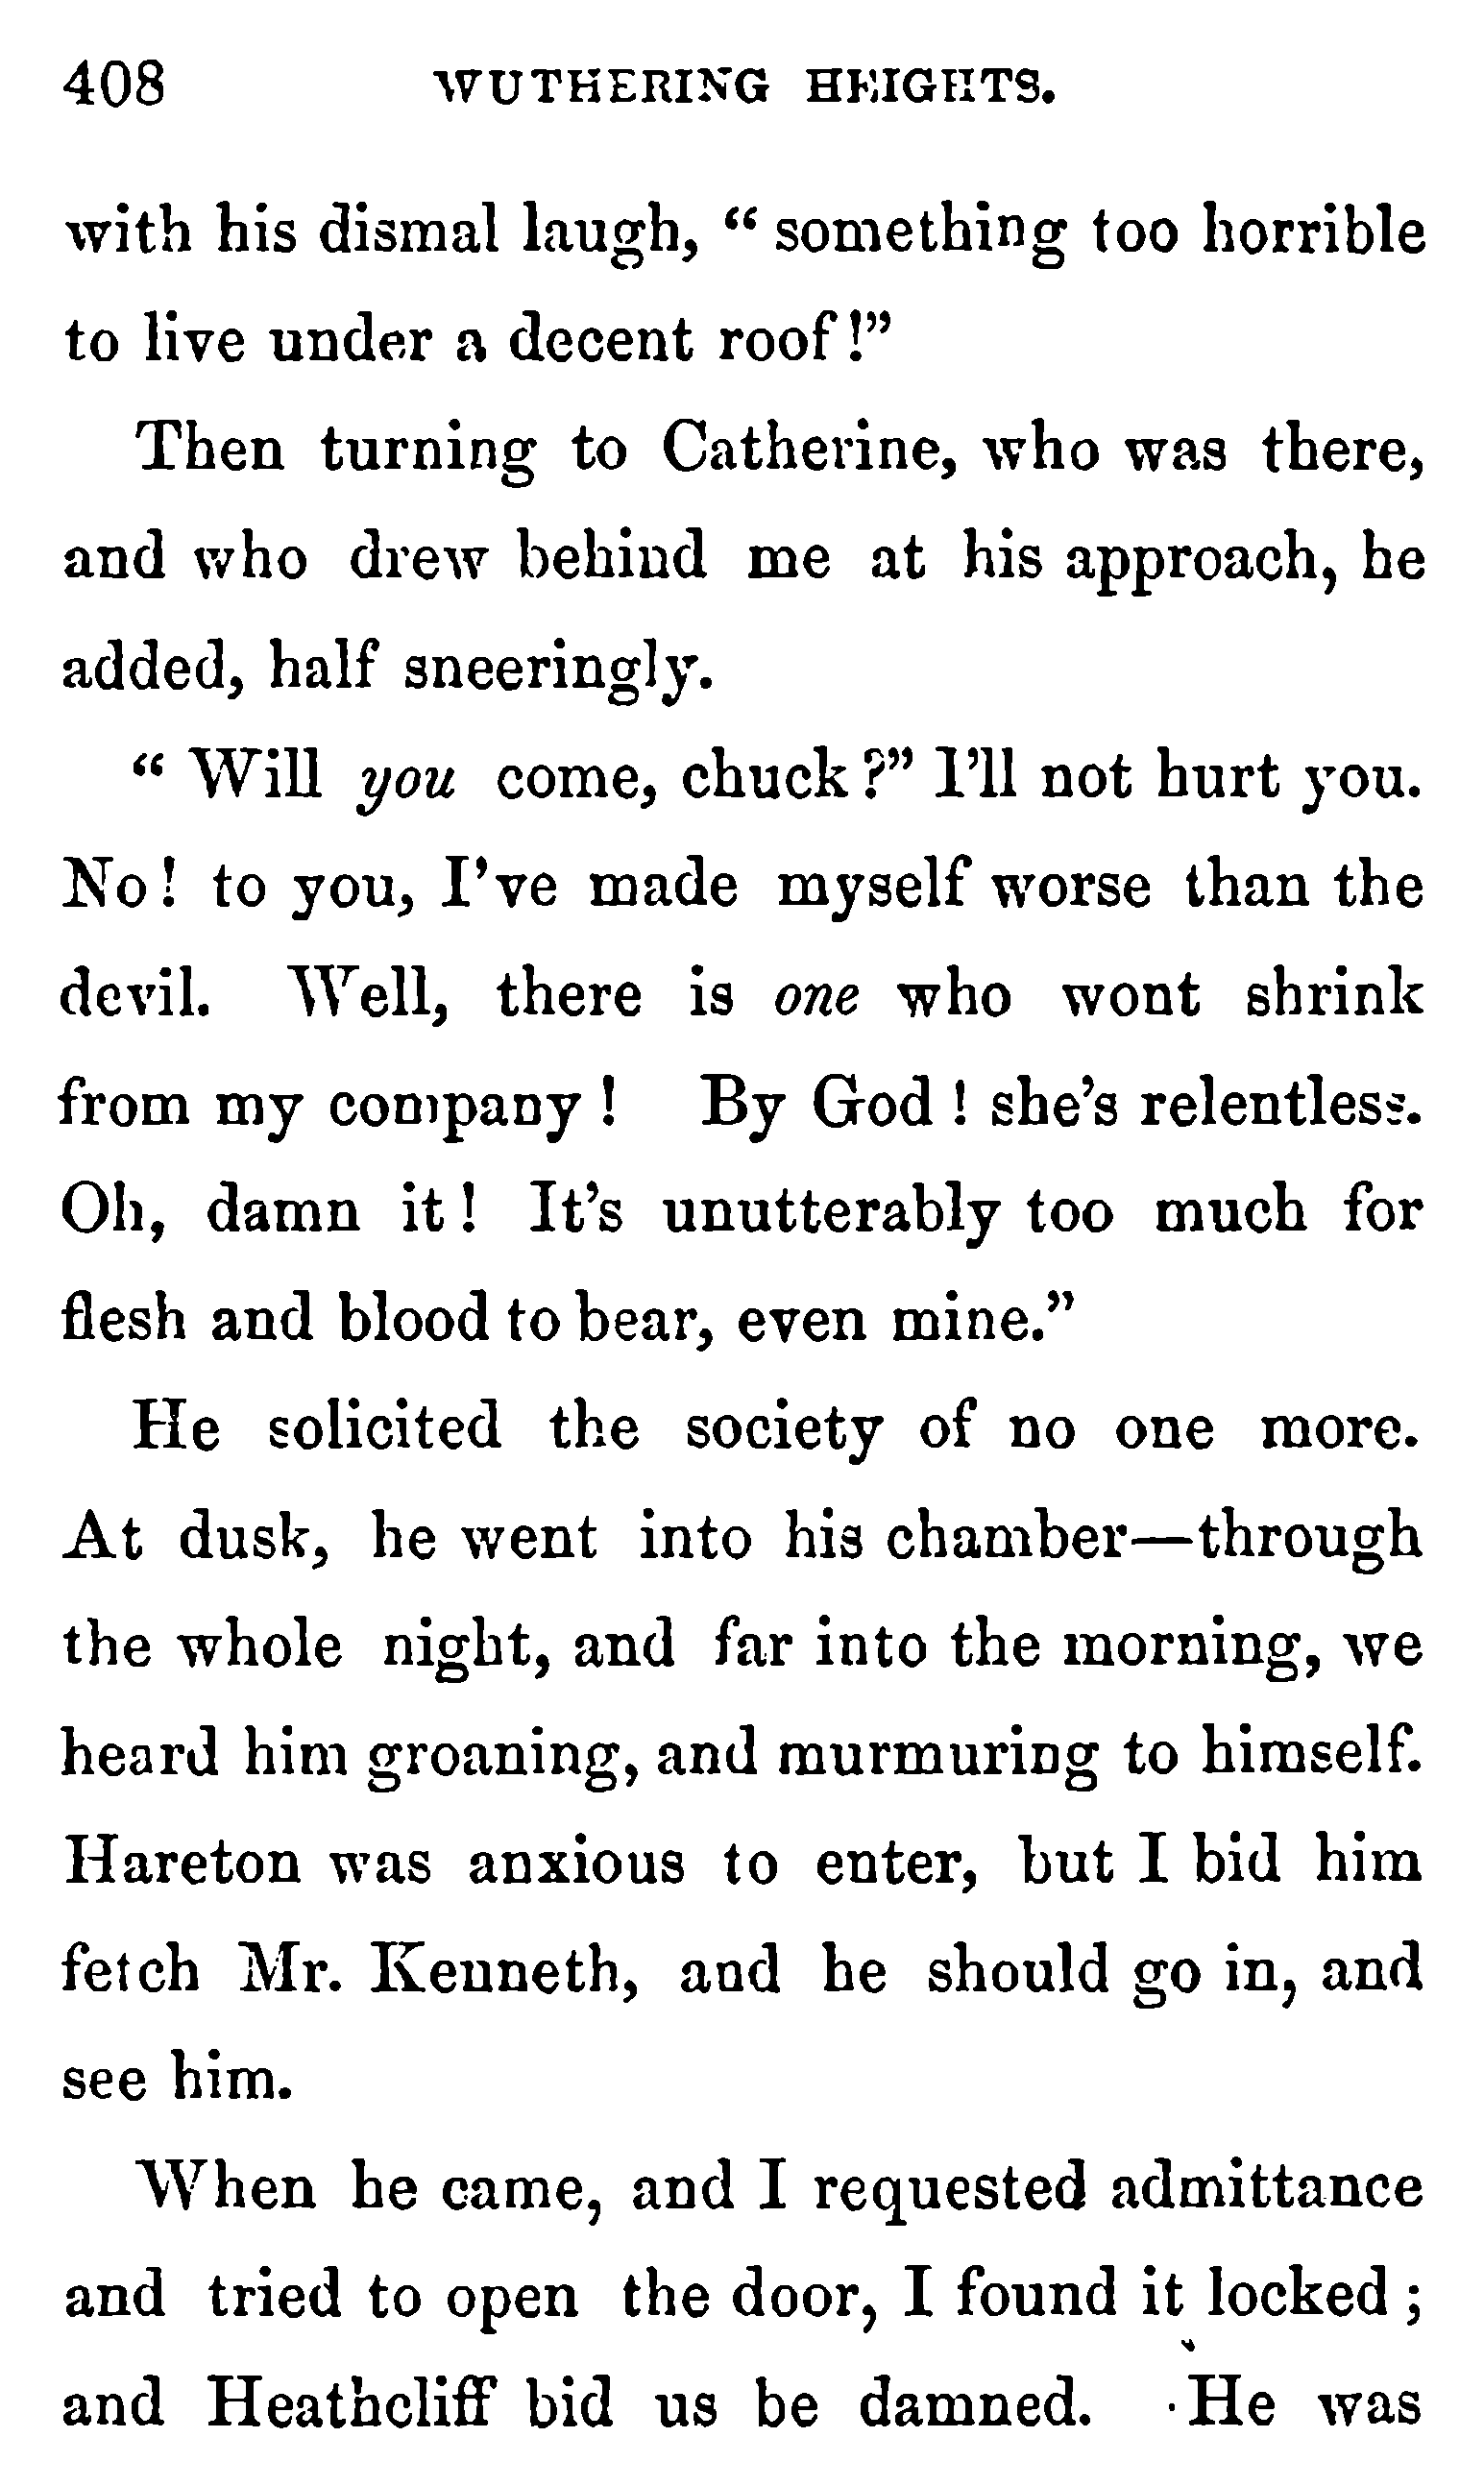 408 WUTHERING HEIGHTS.
with his dismal laugh, “ something too horrible
to live under a decent roof!”
Then turning to Catherine, who was there,
and who drew behind me at his approach, he
added, half sneeringly.
“ Will you come, chuck?” I’ll not hurt you.
No! to you, I’ve made myself worse than the
devil. Well, there is one who wont shrink
from my company! By God! she’s relentless.
Oh, damn it! It’s unutterably too much for
flesh and blood to bear, even mine.”
He solicited the society of no one more.
At dusk, he went into his chamber—through
the whole night, and far into the morning, we
heard him groaning, and murmuring to himself.
Hareton was anxious to enter, but I bid him
fetch Mr. Kenneth, and he should go in, and
see him.
When he came, and I requested admittance
and tried to open the door, I found it locked;
and Heathcliff bid us be damned. He was